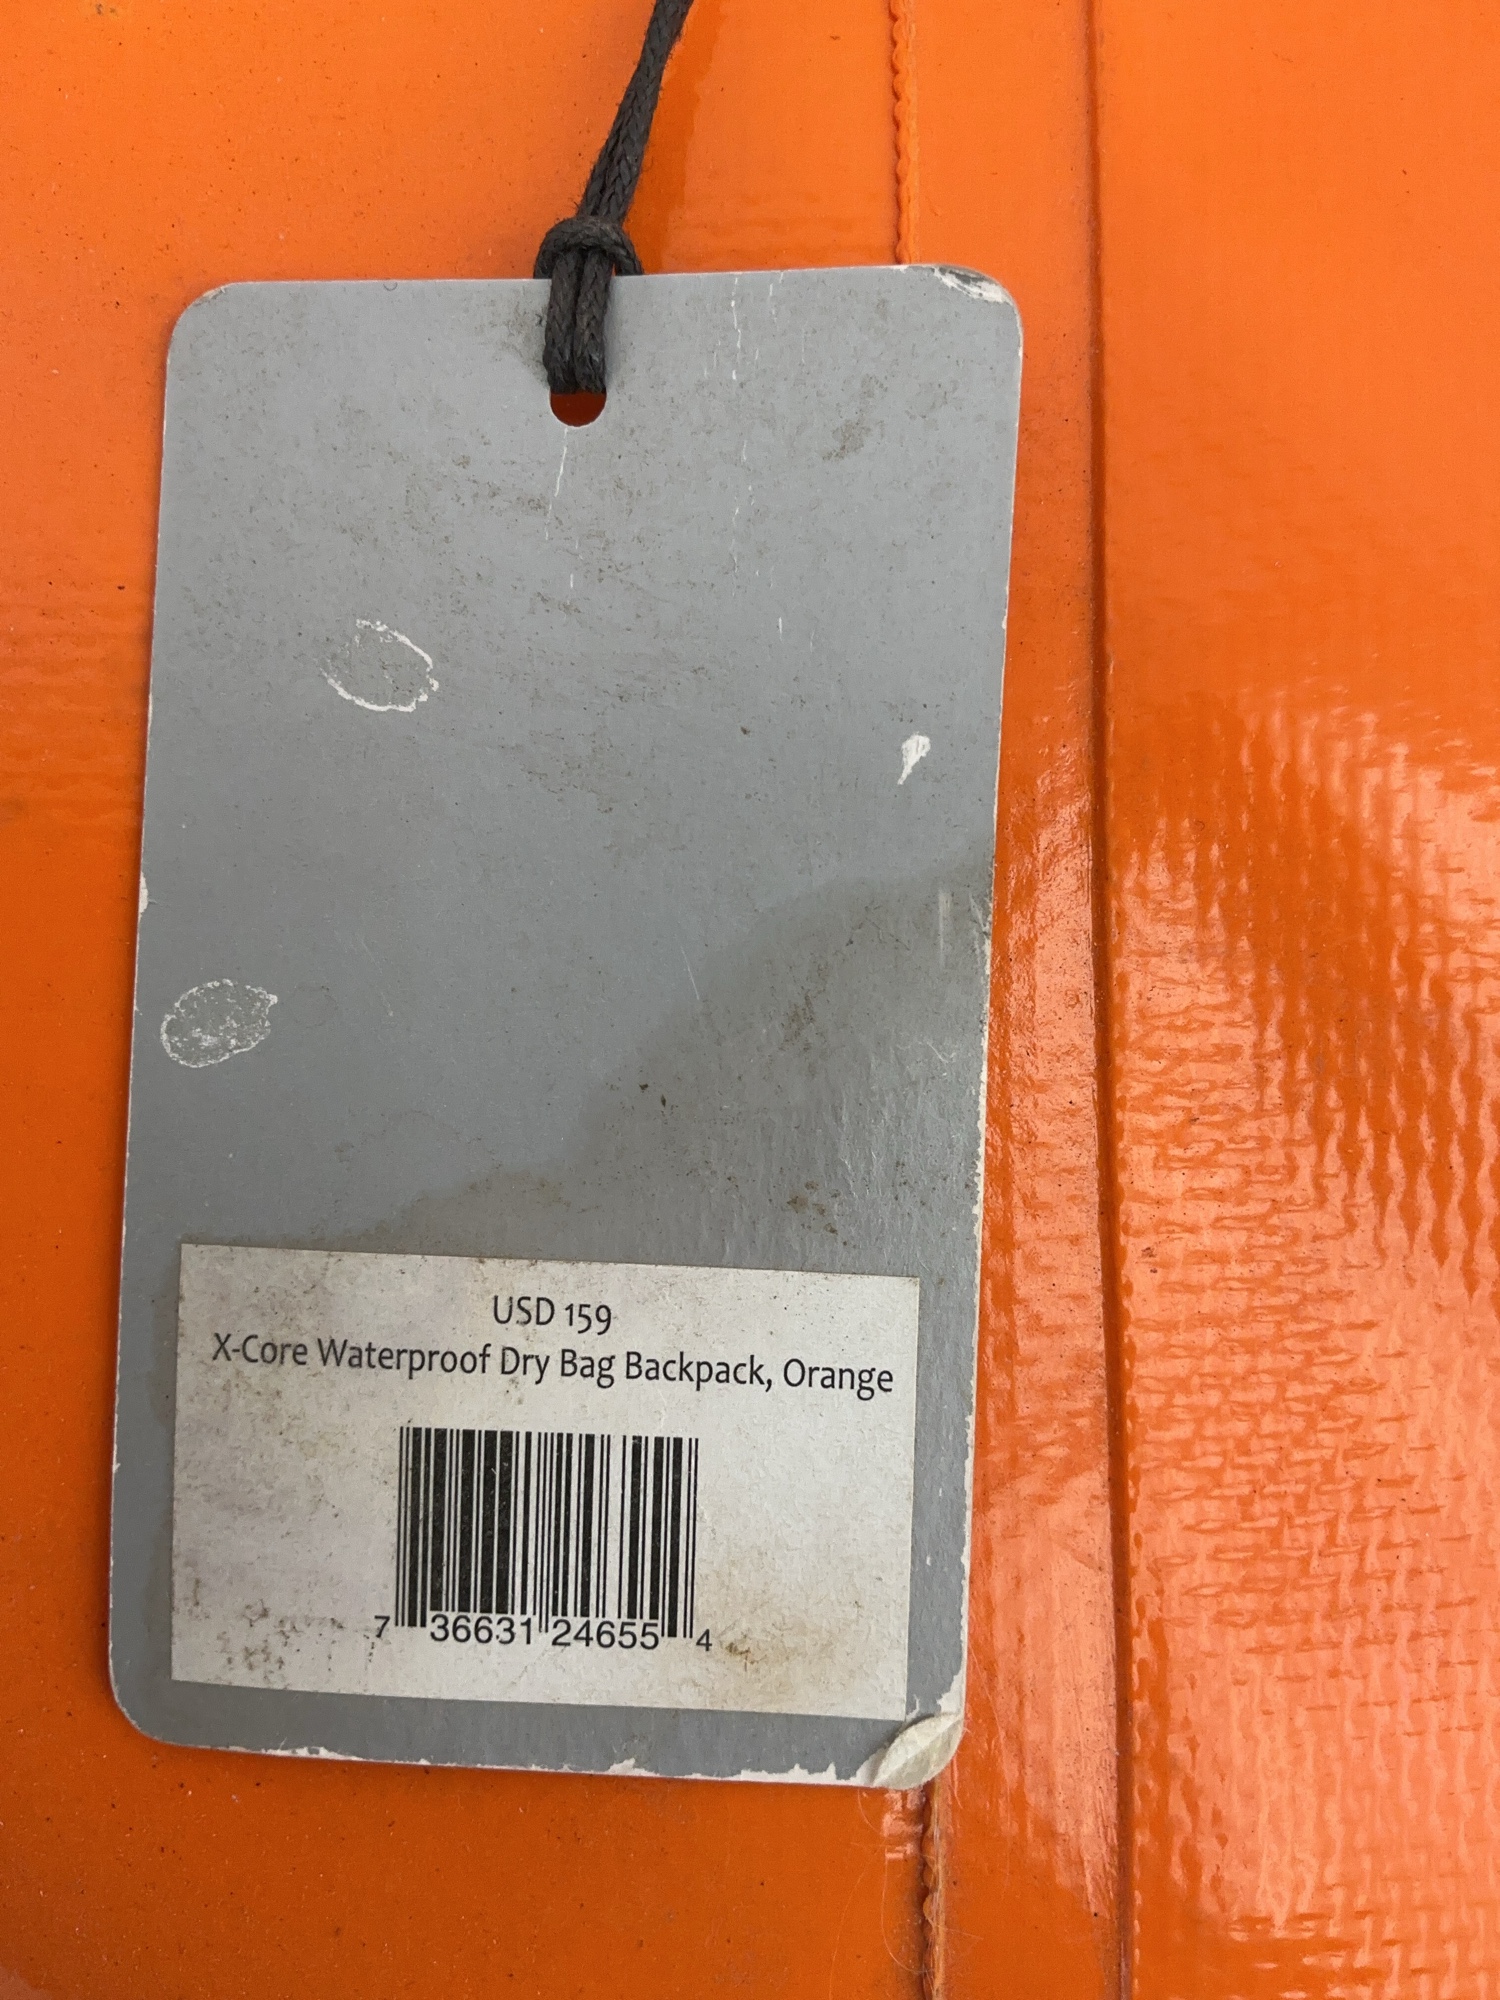 USD 159
X-Core Waterproof Dry Bag Backpack, Orange
7 36631 24655 4